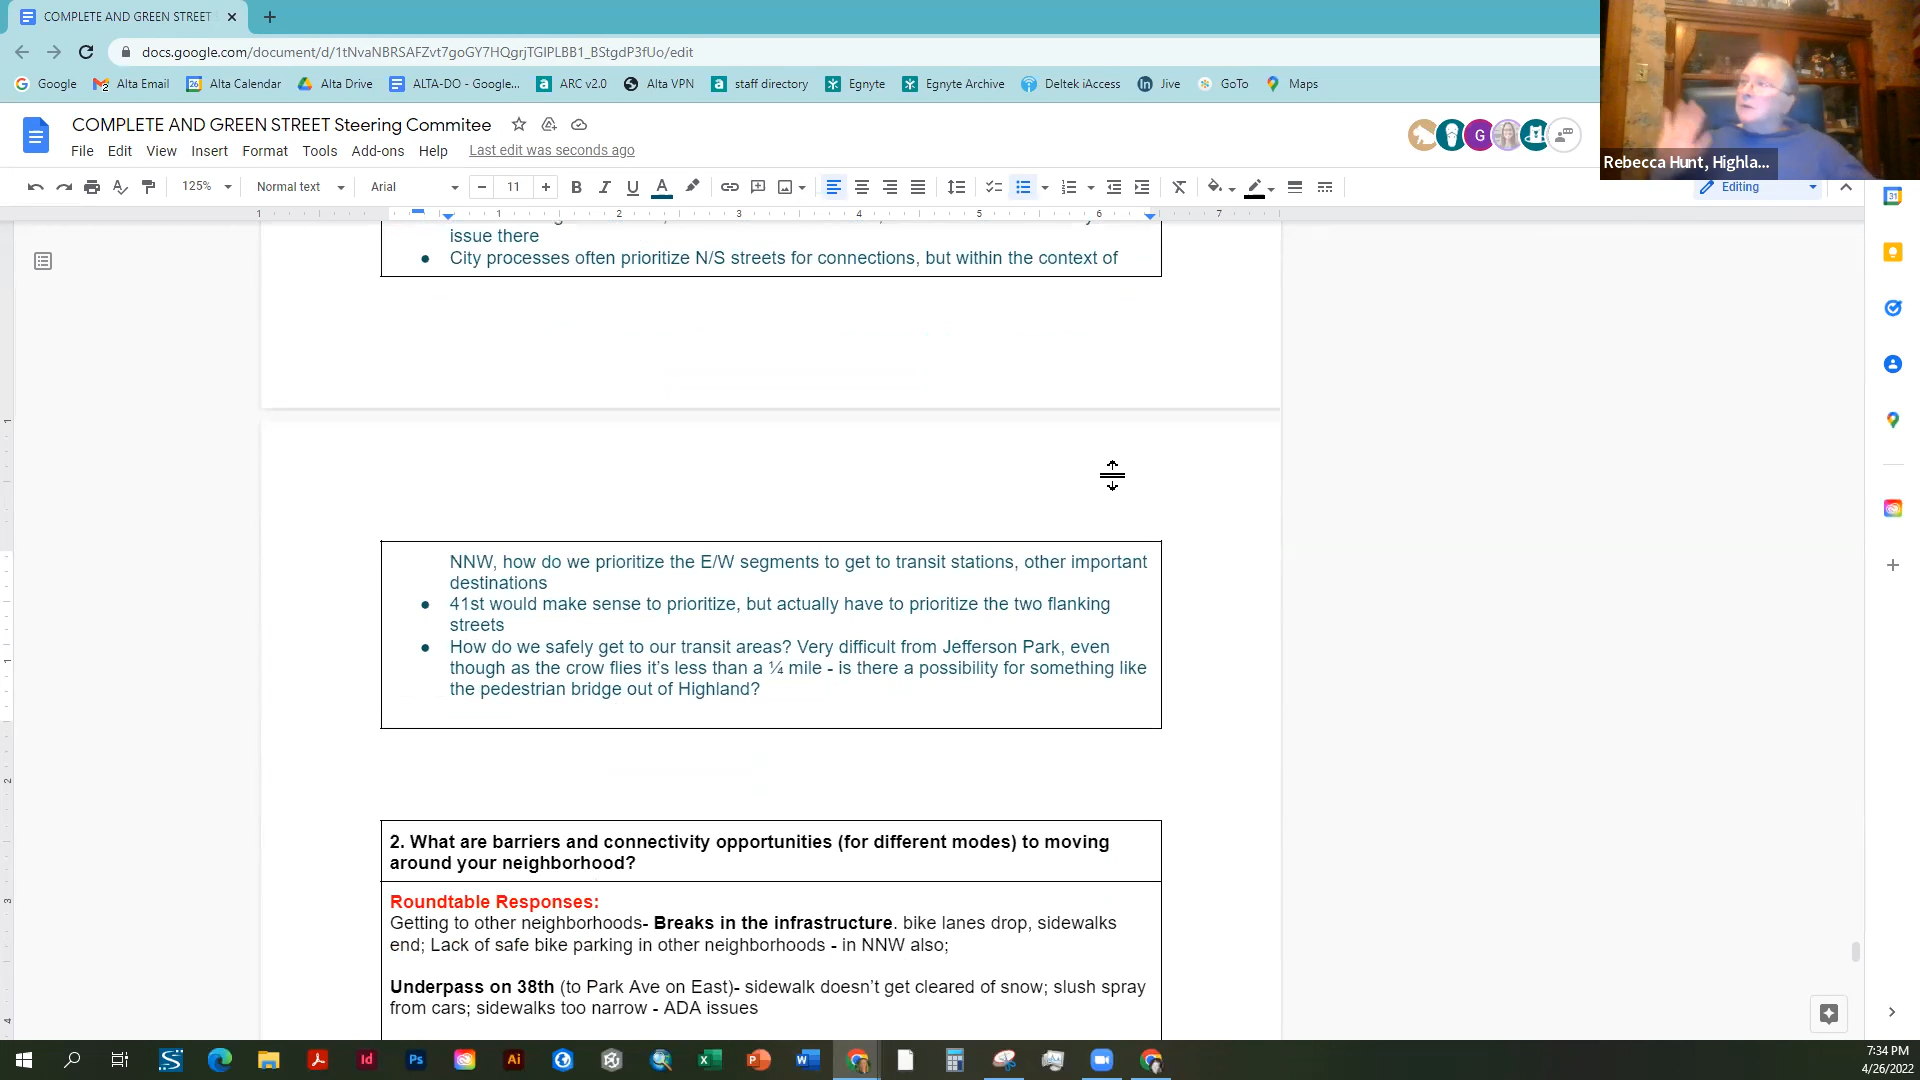 COMPLETE AND GREEN STREET
docs.google.com/document/d/1tNvaNBRSAFZvt7goGY7HQgrjTGIPLBB1_BStgdP3fUo/edit
Google Alta Email Alta Calendar Alta Drive ALTA-DO - Google... ARC v2.0 Alta VPN staff directory Egnyte Egnyte Archive Deltek iAccess Jive GoTo Maps
COMPLETE AND GREEN STREET Steering Commitee
File Edit View Insert Format Tools Add-ons Help Last edit was seconds ago
G
Rebecca Hunt, Highla...
125% Normal text Arial 11 Editing
1 1 2 3 4 5 6 7
issue there
• City processes often prioritize N/S streets for connections, but within the context of
NNW, how do we prioritize the E/W segments to get to transit stations, other important
destinations
• 41st would make sense to prioritize, but actually have to prioritize the two flanking
streets
• How do we safely get to our transit areas? Very difficult from Jefferson Park, even
though as the crow flies it's less than a ¼ mile - is there a possibility for something like
the pedestrian bridge out of Highland?
2. What are barriers and connectivity opportunities (for different modes) to moving
around your neighborhood?
Roundtable Responses:
Getting to other neighborhoods- Breaks in the infrastructure. bike lanes drop, sidewalks
end; Lack of safe bike parking in other neighborhoods - in NNW also;
Underpass on 38th (to Park Ave on East)- sidewalk doesn't get cleared of snow; slush spray
from cars; sidewalks too narrow - ADA issues
7:34 PM
4/26/2022